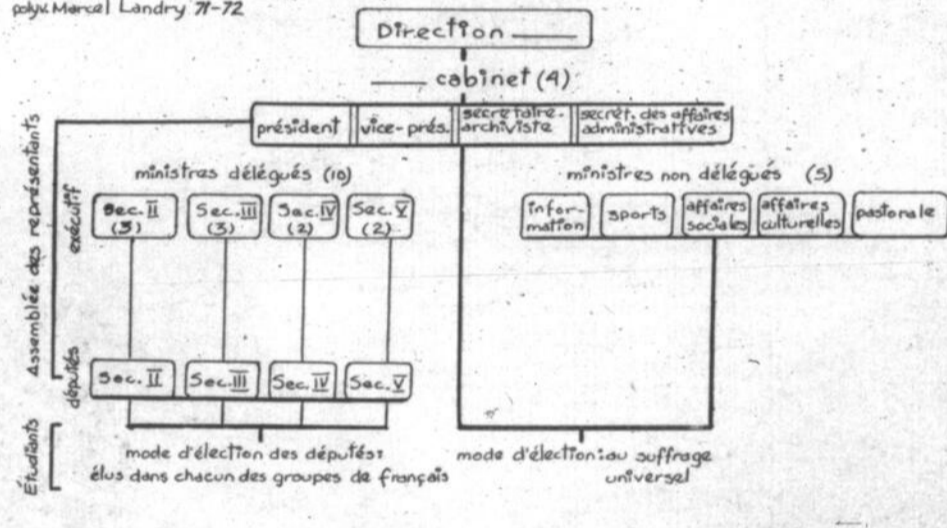 polyv. Marcel Landry 71-72
Direction
cabinet (4)
président
vice-prés.
secrétaire-
archiviste
secrét. des affaires
administratives
Assemblée des représentants
exécutif
ministres délégués (10)
Sec. II
(3)
Sec. III
(3)
Sec. IV
(2)
Sec. V
(2)
ministres non délégués (5)
infor-
mation
sports
affaires
sociales
affaires
culturelles
pastorale
députés
Sec. II
Sec. III
Sec. IV
Sec. V
Étudiants
mode d'élection des députés:
élus dans chacun des groupes de français
mode d'élection: au suffrage
universel